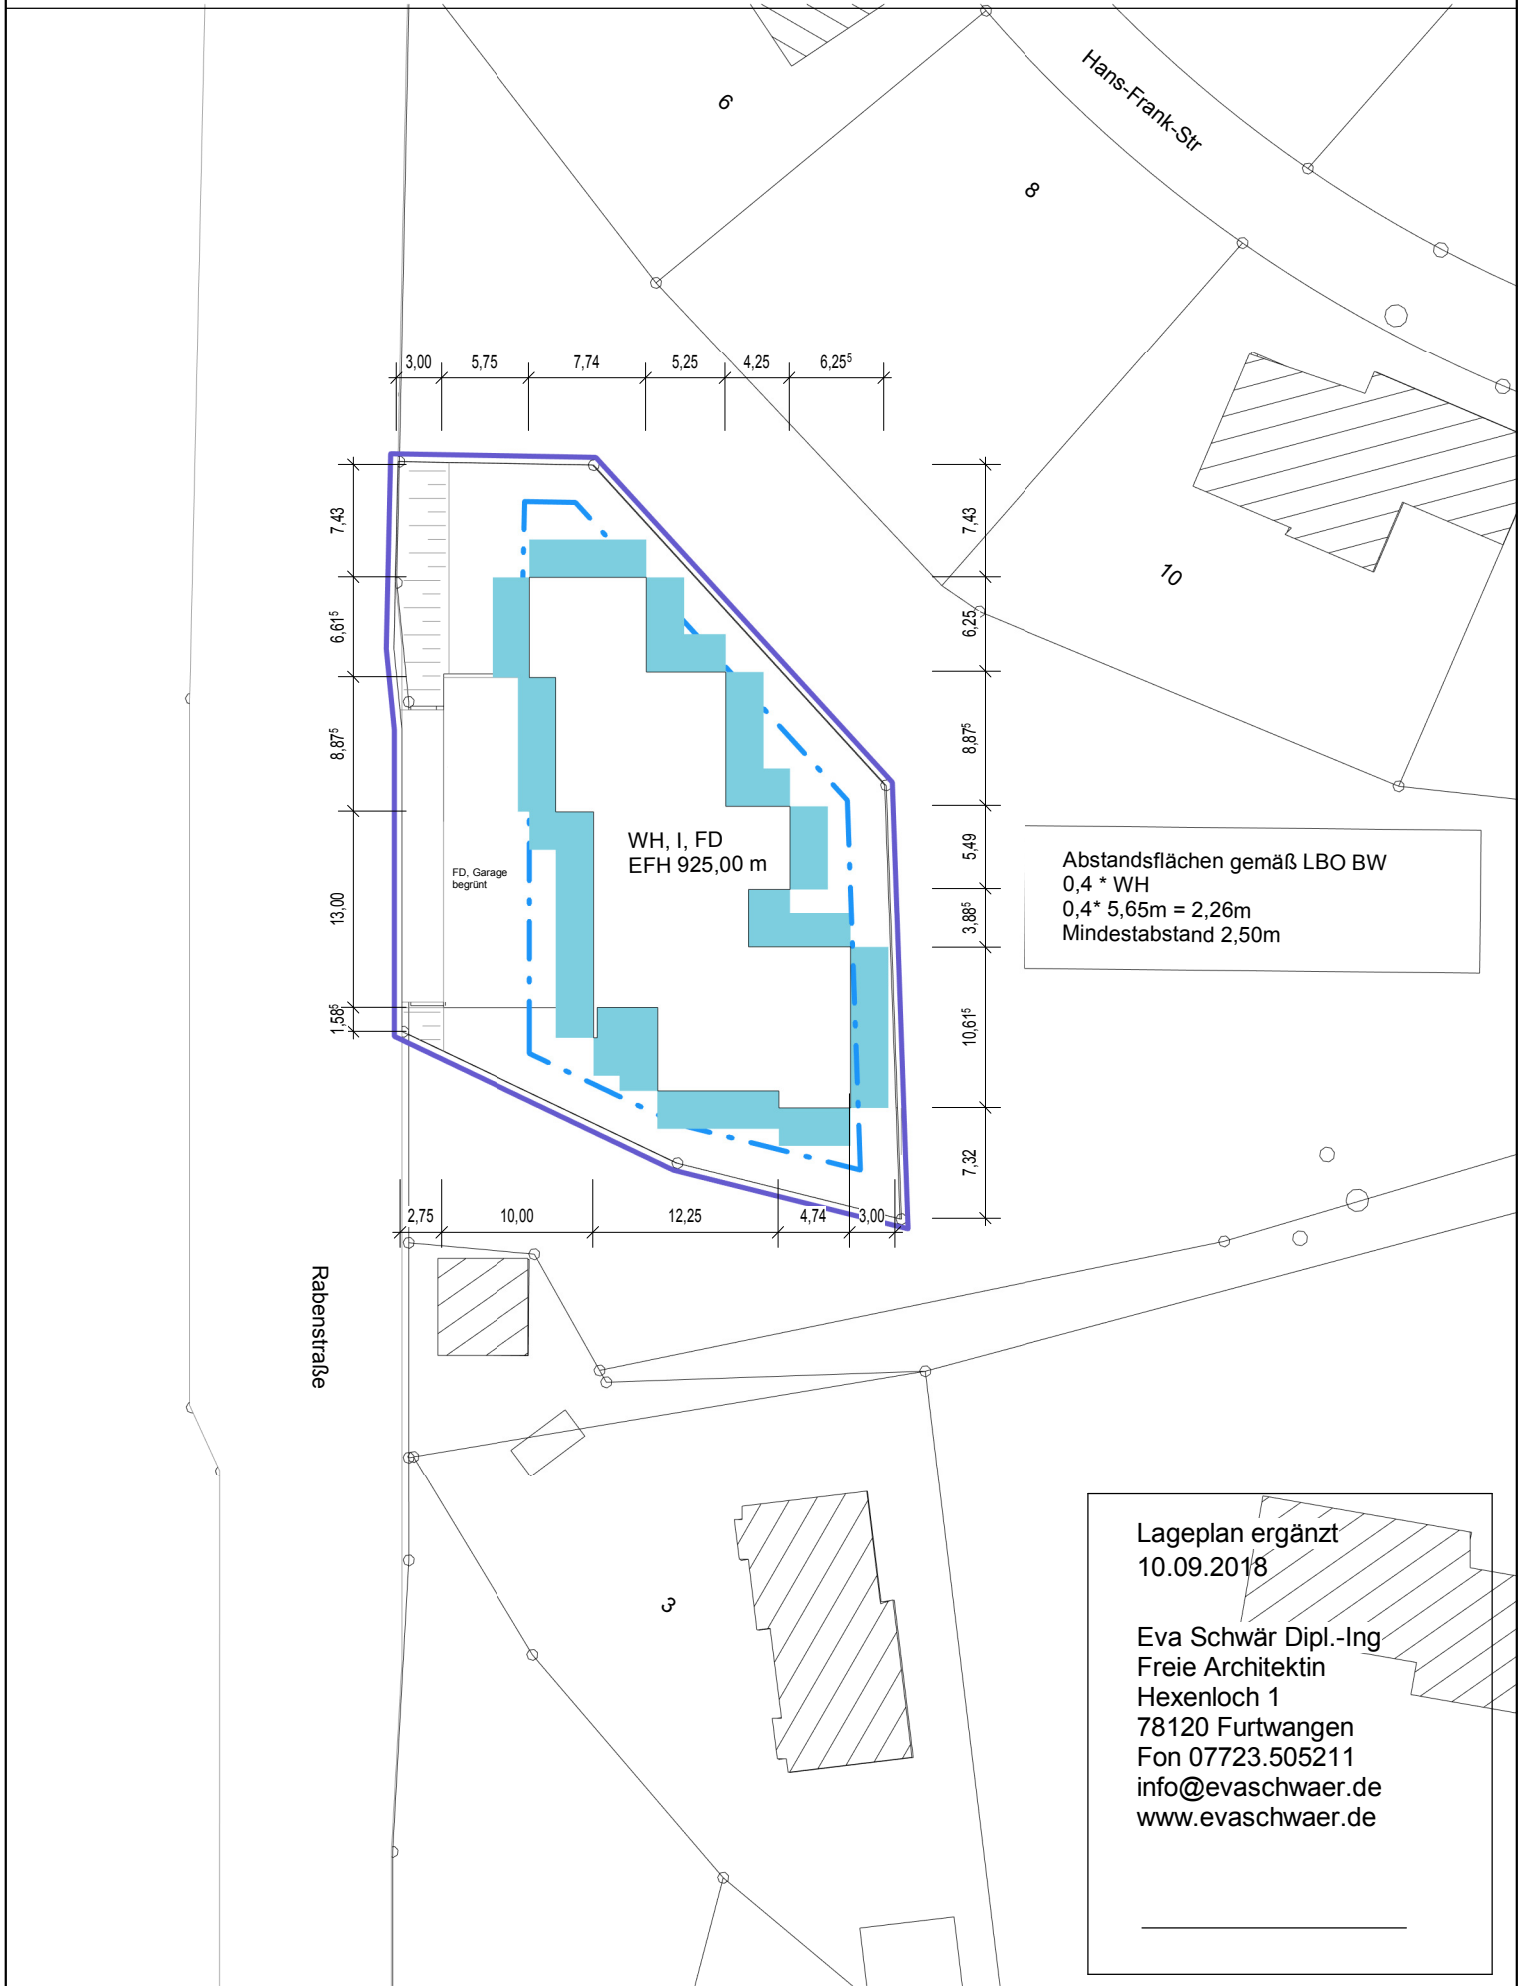 6
Hans-Frank-Str
8
3,00 5,75 7,74 5,25 4,25 6,25⁵
7,43
6,61⁵
8,87⁵
13,00
1,58⁵
7,43
6,25
8,87⁵
5,49
3,88⁵
10,61⁵
7,32
10
WH, I, FD
EFH 925,00 m
FD, Garage
begrünt
Abstandsflächen gemäß LBO BW
0,4 * WH
0,4* 5,65m = 2,26m
Mindestabstand 2,50m
2,75 10,00 12,25 4,74 3,00
Rabenstraße
3
Lageplan ergänzt
10.09.2018
Eva Schwär Dipl.-Ing
Freie Architektin
Hexenloch 1
78120 Furtwangen
Fon 07723.505211
info@evaschwaer.de
www.evaschwaer.de